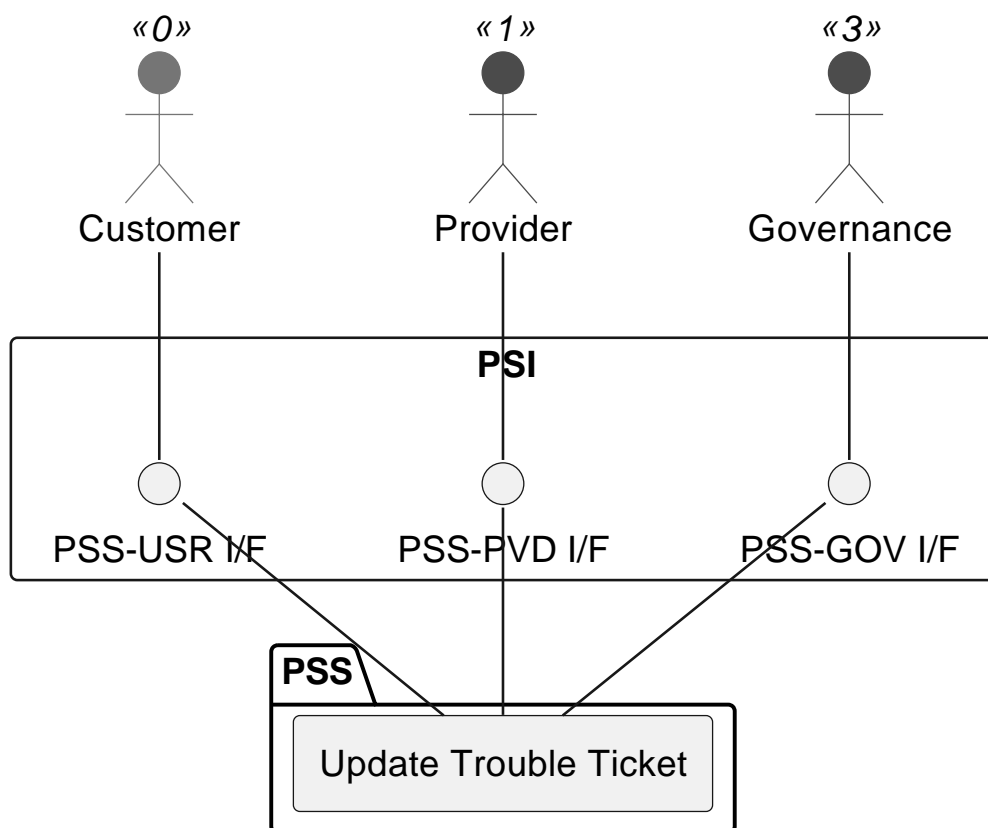 «0» «1» «3»
Customer Provider Governance
PSI
PSS-USR I/F PSS-PVD I/F PSS-GOV I/F
PSS
Update Trouble Ticket